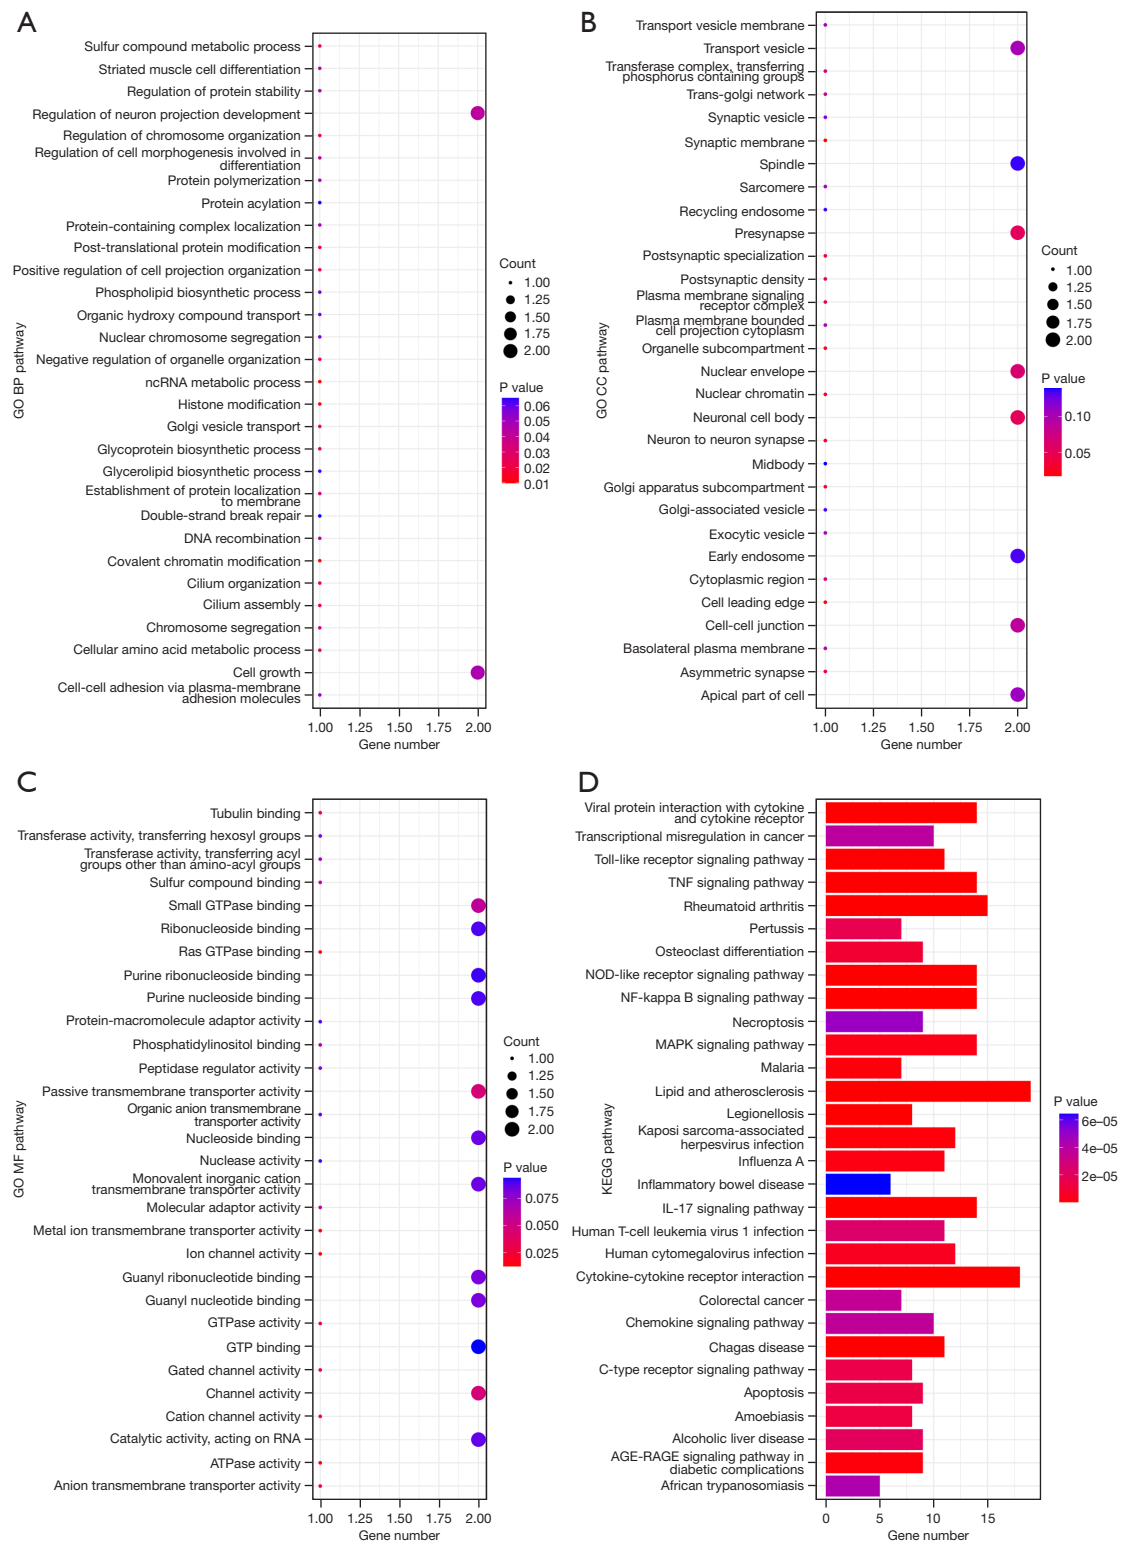 A
Sulfur compound metabolic process
Striated muscle cell differentiation
Regulation of protein stability
Regulation of neuron projection development
Regulation of chromosome organization
Regulation of cell morphogenesis involved in
differentiation
Protein polymerization
Protein acylation
Protein-containing complex localization
Post-translational protein modification
Positive regulation of cell projection organization
Phospholipid biosynthetic process
Organic hydroxy compound transport
Nuclear chromosome segregation
Negative regulation of organelle organization
ncRNA metabolic process
Histone modification
Golgi vesicle transport
Glycoprotein biosynthetic process
Glycerolipid biosynthetic process
Establishment of protein localization
to membrane
Double-strand break repair
DNA recombination
Covalent chromatin modification
Cilium organization
Cilium assembly
Chromosome segregation
Cellular amino acid metabolic process
Cell growth
Cell-cell adhesion via plasma-membrane
adhesion molecules
GO BP pathway
1.00 1.25 1.50 1.75 2.00
Gene number
Count
1.00
1.25
1.50
1.75
2.00
P value
0.06
0.05
0.04
0.03
0.02
0.01
B
Transport vesicle membrane
Transport vesicle
Transferase complex, transferring
phosphorus containing groups
Trans-golgi network
Synaptic vesicle
Synaptic membrane
Spindle
Sarcomere
Recycling endosome
Presynapse
Postsynaptic specialization
Postsynaptic density
Plasma membrane signaling
receptor complex
Plasma membrane bounded
cell projection cytoplasm
Organelle subcompartment
Nuclear envelope
Nuclear chromatin
Neuronal cell body
Neuron to neuron synapse
Midbody
Golgi apparatus subcompartment
Golgi-associated vesicle
Exocytic vesicle
Early endosome
Cytoplasmic region
Cell leading edge
Cell-cell junction
Basolateral plasma membrane
Asymmetric synapse
Apical part of cell
GO CC pathway
1.00 1.25 1.50 1.75 2.00
Gene number
Count
1.00
1.25
1.50
1.75
2.00
P value
0.10
0.05
C
Tubulin binding
Transferase activity, transferring hexosyl groups
Transferase activity, transferring acyl
groups other than amino-acyl groups
Sulfur compound binding
Small GTPase binding
Ribonucleoside binding
Ras GTPase binding
Purine ribonucleoside binding
Purine nucleoside binding
Protein-macromolecule adaptor activity
Phosphatidylinositol binding
Peptidase regulator activity
Passive transmembrane transporter activity
Organic anion transmembrane
transporter activity
Nucleoside binding
Nuclease activity
Monovalent inorganic cation
transmembrane transporter activity
Molecular adaptor activity
Metal ion transmembrane transporter activity
Ion channel activity
Guanyl ribonucleotide binding
Guanyl nucleotide binding
GTPase activity
GTP binding
Gated channel activity
Channel activity
Cation channel activity
Catalytic activity, acting on RNA
ATPase activity
Anion transmembrane transporter activity
GO MF pathway
1.00 1.25 1.50 1.75 2.00
Gene number
Count
1.00
1.25
1.50
1.75
2.00
P value
0.075
0.050
0.025
D
Viral protein interaction with cytokine
and cytokine receptor
Transcriptional misregulation in cancer
Toll-like receptor signaling pathway
TNF signaling pathway
Rheumatoid arthritis
Pertussis
Osteoclast differentiation
NOD-like receptor signaling pathway
NF-kappa B signaling pathway
Necroptosis
MAPK signaling pathway
Malaria
Lipid and atherosclerosis
Legionellosis
Kaposi sarcoma-associated
herpesvirus infection
Influenza A
Inflammatory bowel disease
IL-17 signaling pathway
Human T-cell leukemia virus 1 infection
Human cytomegalovirus infection
Cytokine-cytokine receptor interaction
Colorectal cancer
Chemokine signaling pathway
Chagas disease
C-type receptor signaling pathway
Apoptosis
Amoebiasis
Alcoholic liver disease
AGE-RAGE signaling pathway in
diabetic complications
African trypanosomiasis
KEGG pathway
0 5 10 15
Gene number
P value
6e–05
4e–05
2e–05